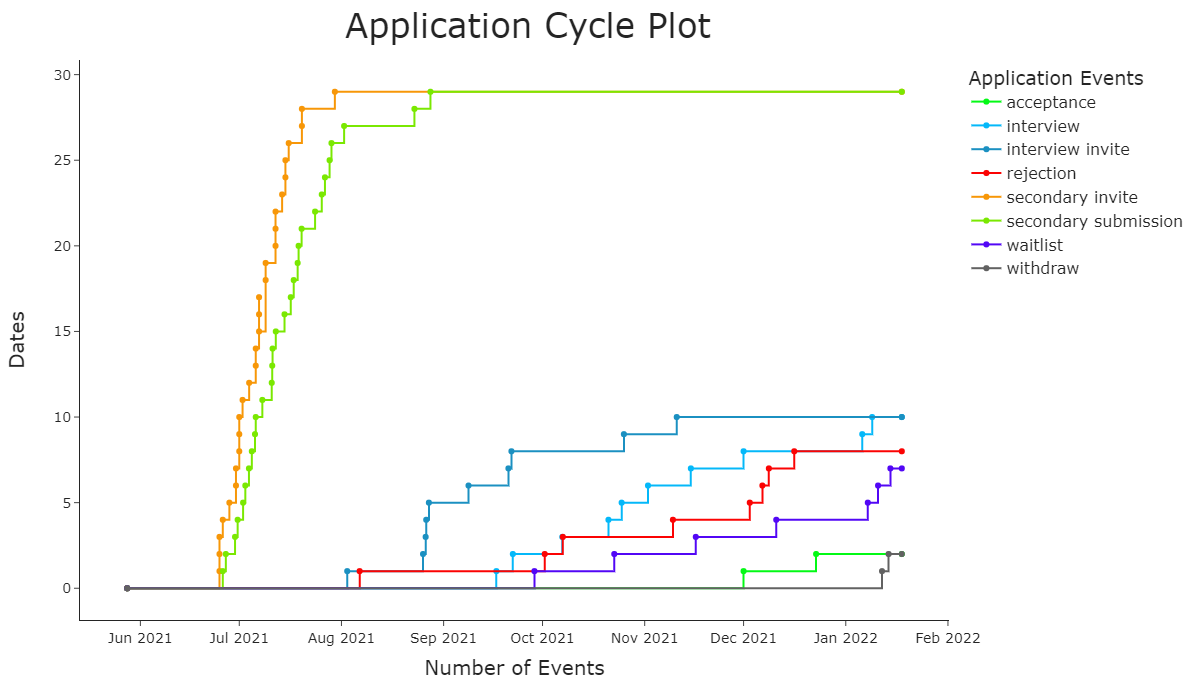 Application Cycle Plot
Application Events
acceptance
interview
interview invite
rejection
secondary invite
secondary submission
waitlist
withdraw
Dates
30
25
20
15
10
5
0
Jun 2021 Jul 2021 Aug 2021 Sep 2021 Oct 2021 Nov 2021 Dec 2021 Jan 2022 Feb 2022
Number of Events